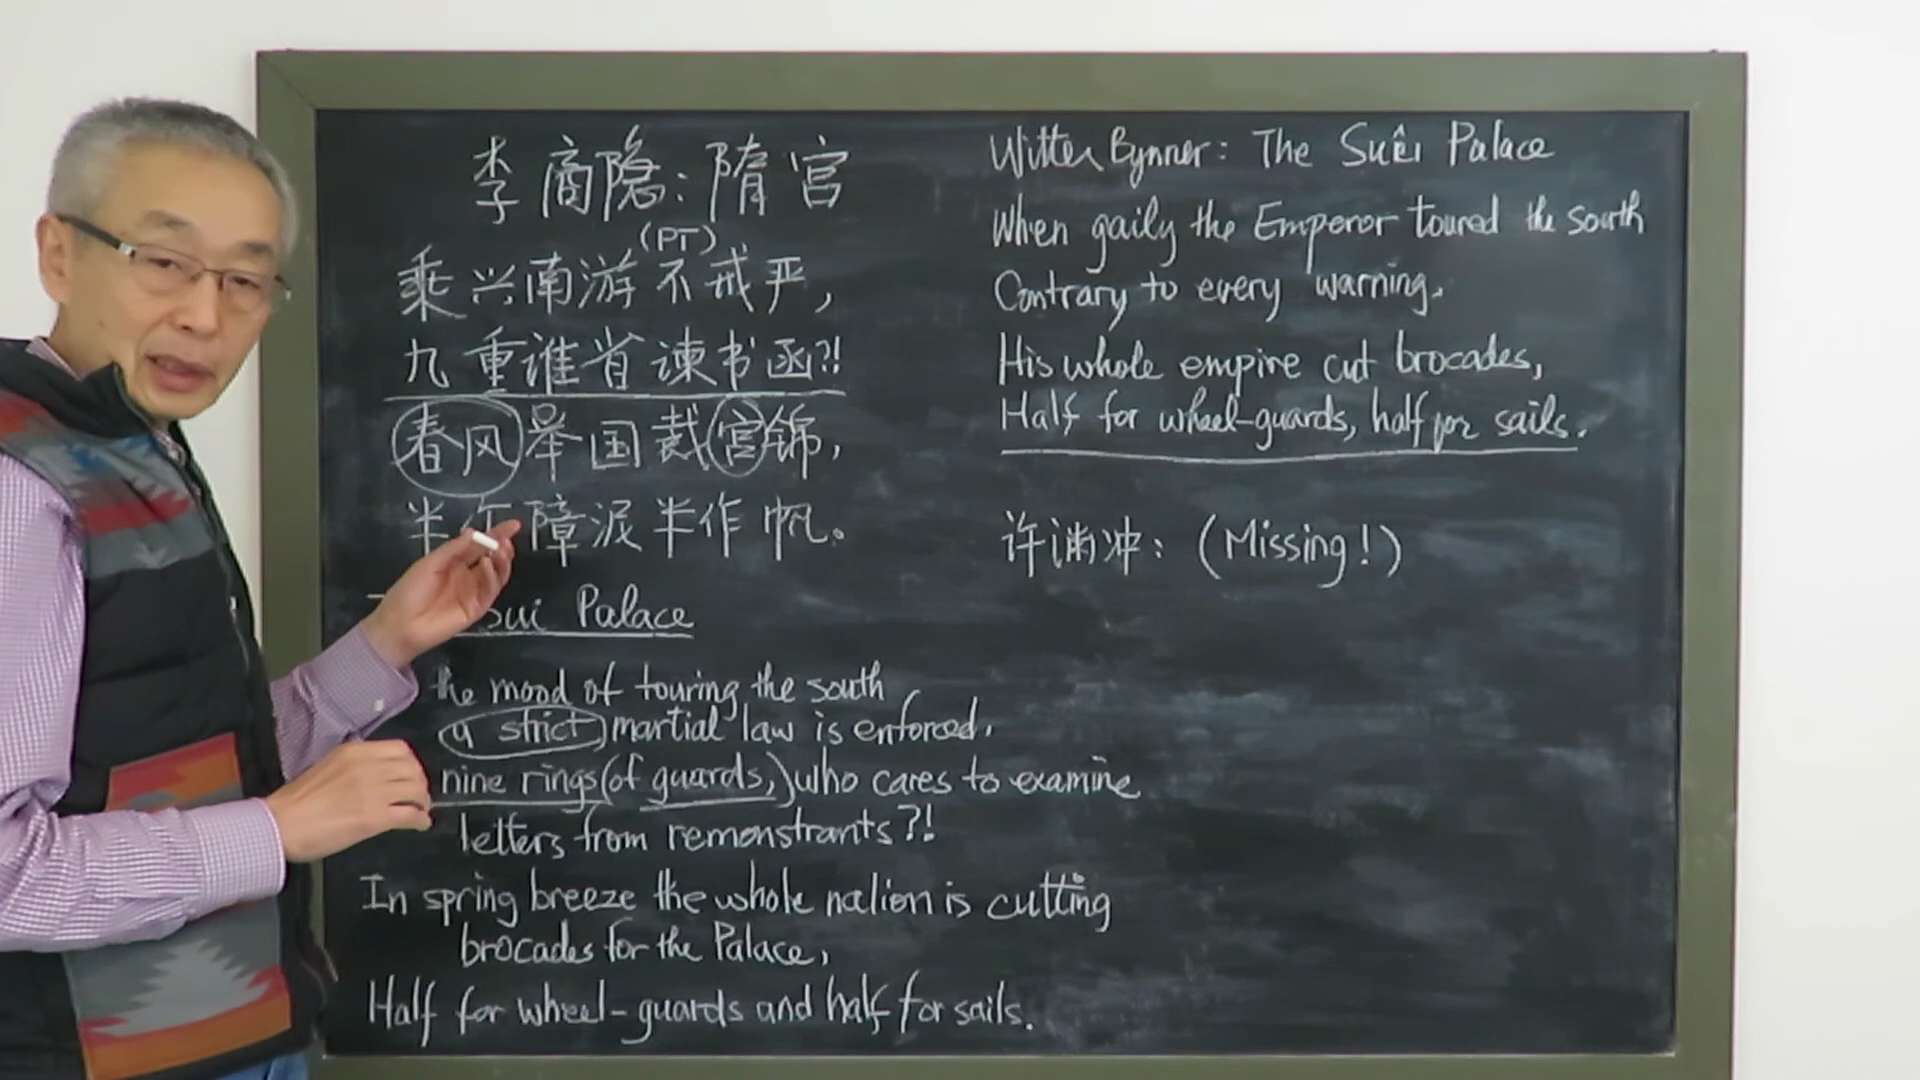 李商隐：隋宫
(PT)
乘兴南游不戒严，
九重谁省谏书函?!
春风举国裁宫锦，
半作障泥半作帆。
Sui Palace
the mood of touring the south
a strict martial law is enforced.
nine rings (of guards,) who cares to examine
letters from remonstrants?!
In spring breeze the whole nation is cutting
brocades for the Palace,
Half for wheel-guards and half for sails.
Witter Bynner: The Suêi Palace
When gaily the Emperor toured the south
Contrary to every warning,
His whole empire cut brocades,
Half for wheel-guards, half for sails.
许渊冲：(Missing!)